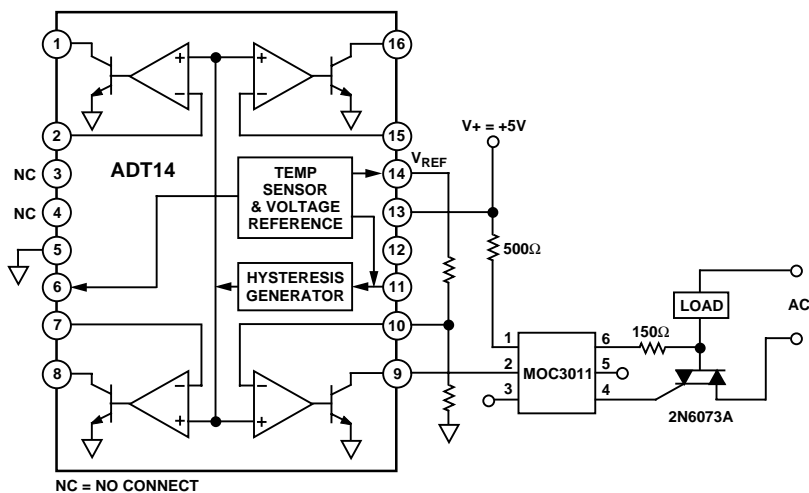 1
16
+
+
−
−
2
15
V+ = +5V
NC
3
ADT14
TEMP
SENSOR
& VOLTAGE
REFERENCE
14
VREF
NC
4
13
500Ω
5
12
6
HYSTERESIS
GENERATOR
11
LOAD
AC
7
10
1
6
150Ω
8
9
2
MOC3011
5
3
4
−
−
+
+
2N6073A
NC = NO CONNECT